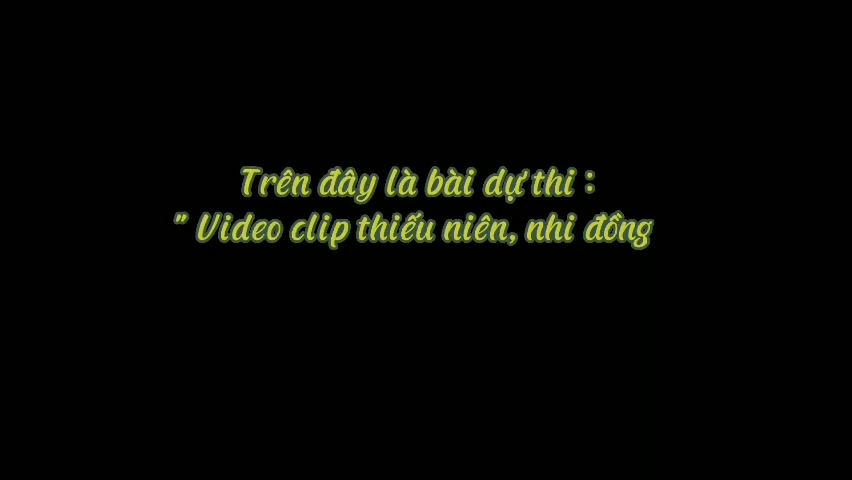 Trên đây là bài dự thi :
" Video clip thiếu niên, nhi đồng